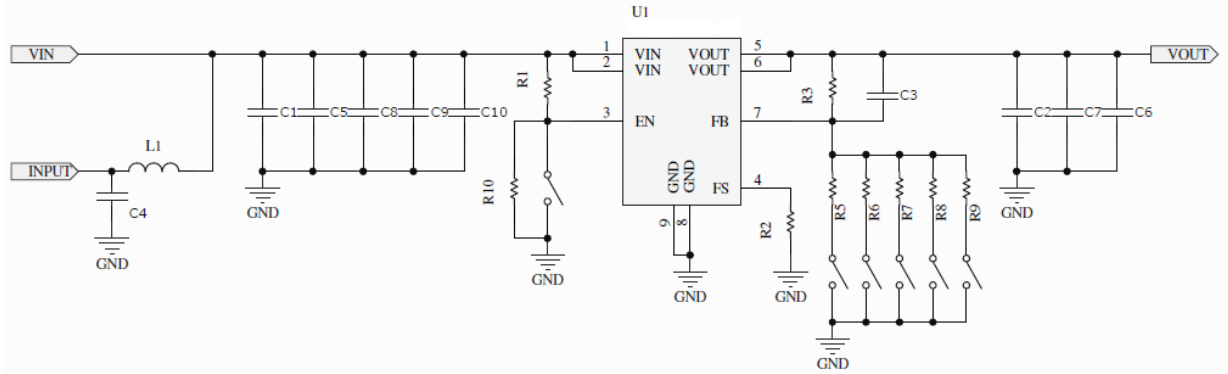 U1
VIN
1
VIN
VOUT
5
VOUT
2
VIN
VOUT
6
R1
R3
C3
C1
C5
C8
C9
C10
3
EN
FB
7
C2
C7
C6
L1
INPUT
C4
GND
GND
R10
GND
GND
GND
FS
4
9
8
R2
R5
R6
R7
R8
R9
GND
GND
GND
GND
GND